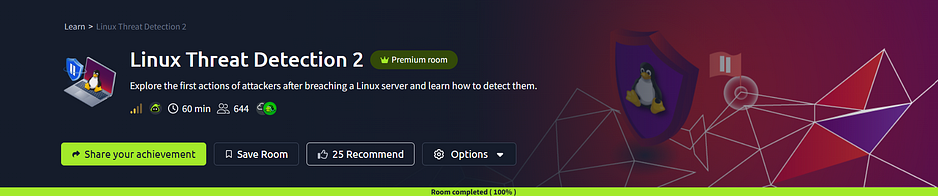 Learn > Linux Threat Detection 2
Linux Threat Detection 2 Premium room
Explore the first actions of attackers after breaching a Linux server and learn how to detect them.
60 min 644
Share your achievement Save Room 25 Recommend Options
Room completed ( 100% )